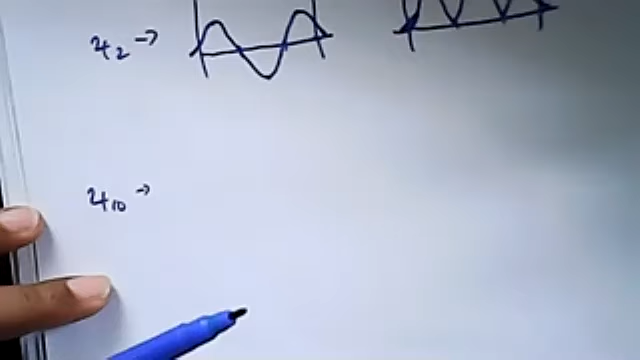 ψ₂ →
ψ₁₀ →